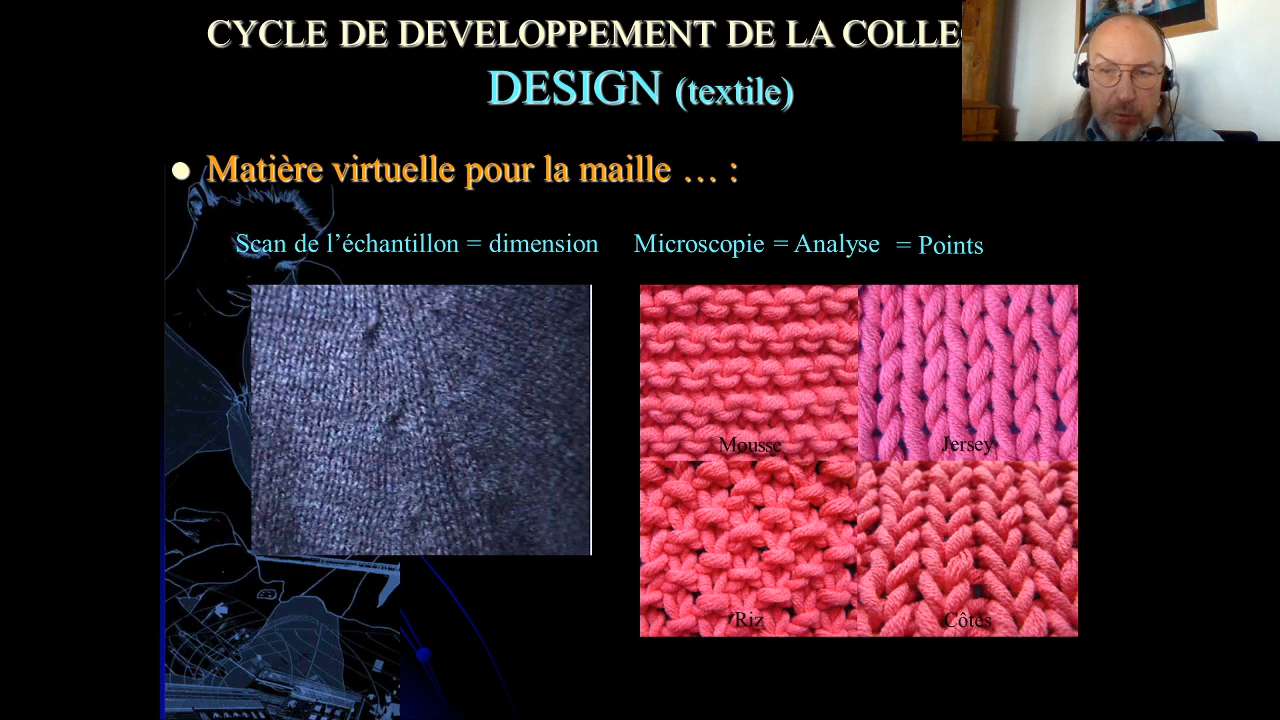 CYCLE DE DEVELOPPEMENT DE LA
DESIGN (textile)
Matière virtuelle pour la maille … :
Scan de l’échantillon = dimension Microscopie = Analyse = Points
Mousse Jersey
Riz Côtes